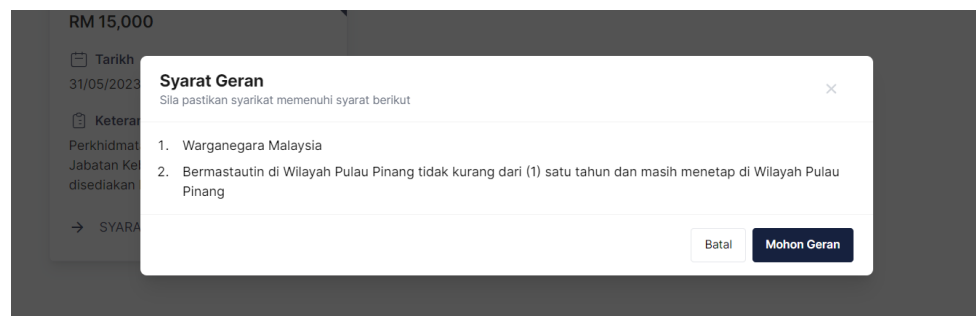 RM 15,000
Tarikh
31/05/2023
Syarat Geran
Sila pastikan syarikat memenuhi syarat berikut
Perkhidmat
Jabatan Kel
disediakan
1. Warganegara Malaysia
2. Bermastautin di Wilayah Pulau Pinang tidak kurang dari (1) satu tahun dan masih menetap di Wilayah Pulau
Pinang
→ SYARA
Batal
Mohon Geran